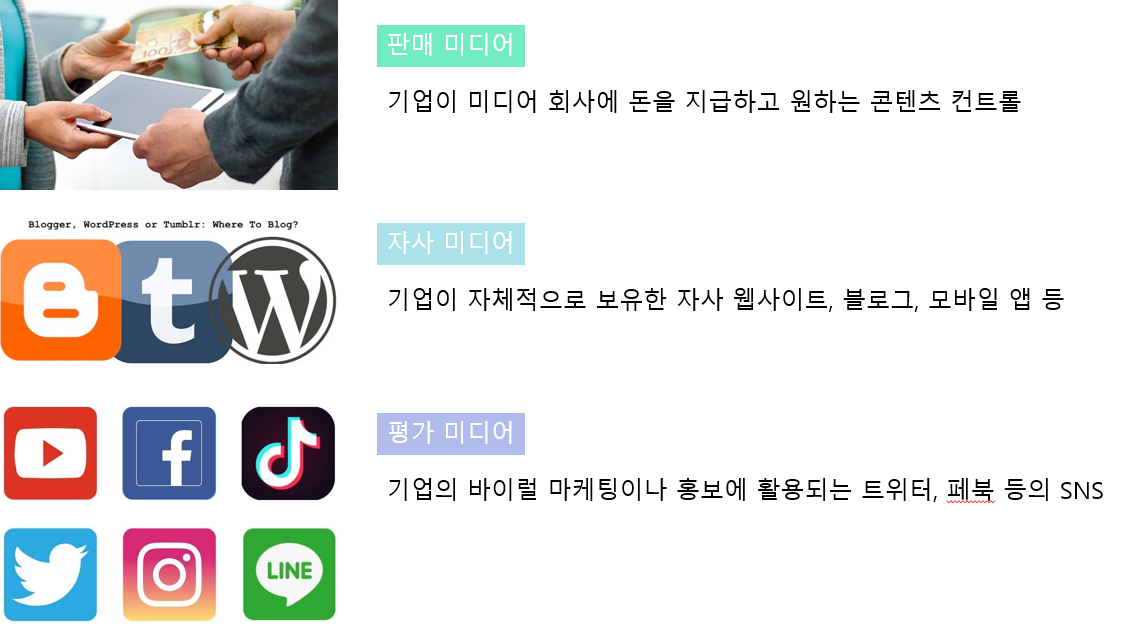 판매 미디어
기업이 미디어 회사에 돈을 지급하고 원하는 콘텐츠 컨트롤
100
Blogger, WordPress or Tumblr: Where To Blog?
자사 미디어
기업이 자체적으로 보유한 자사 웹사이트, 블로그, 모바일 앱 등
평가 미디어
기업의 바이럴 마케팅이나 홍보에 활용되는 트위터, 페북 등의 SNS
LINE